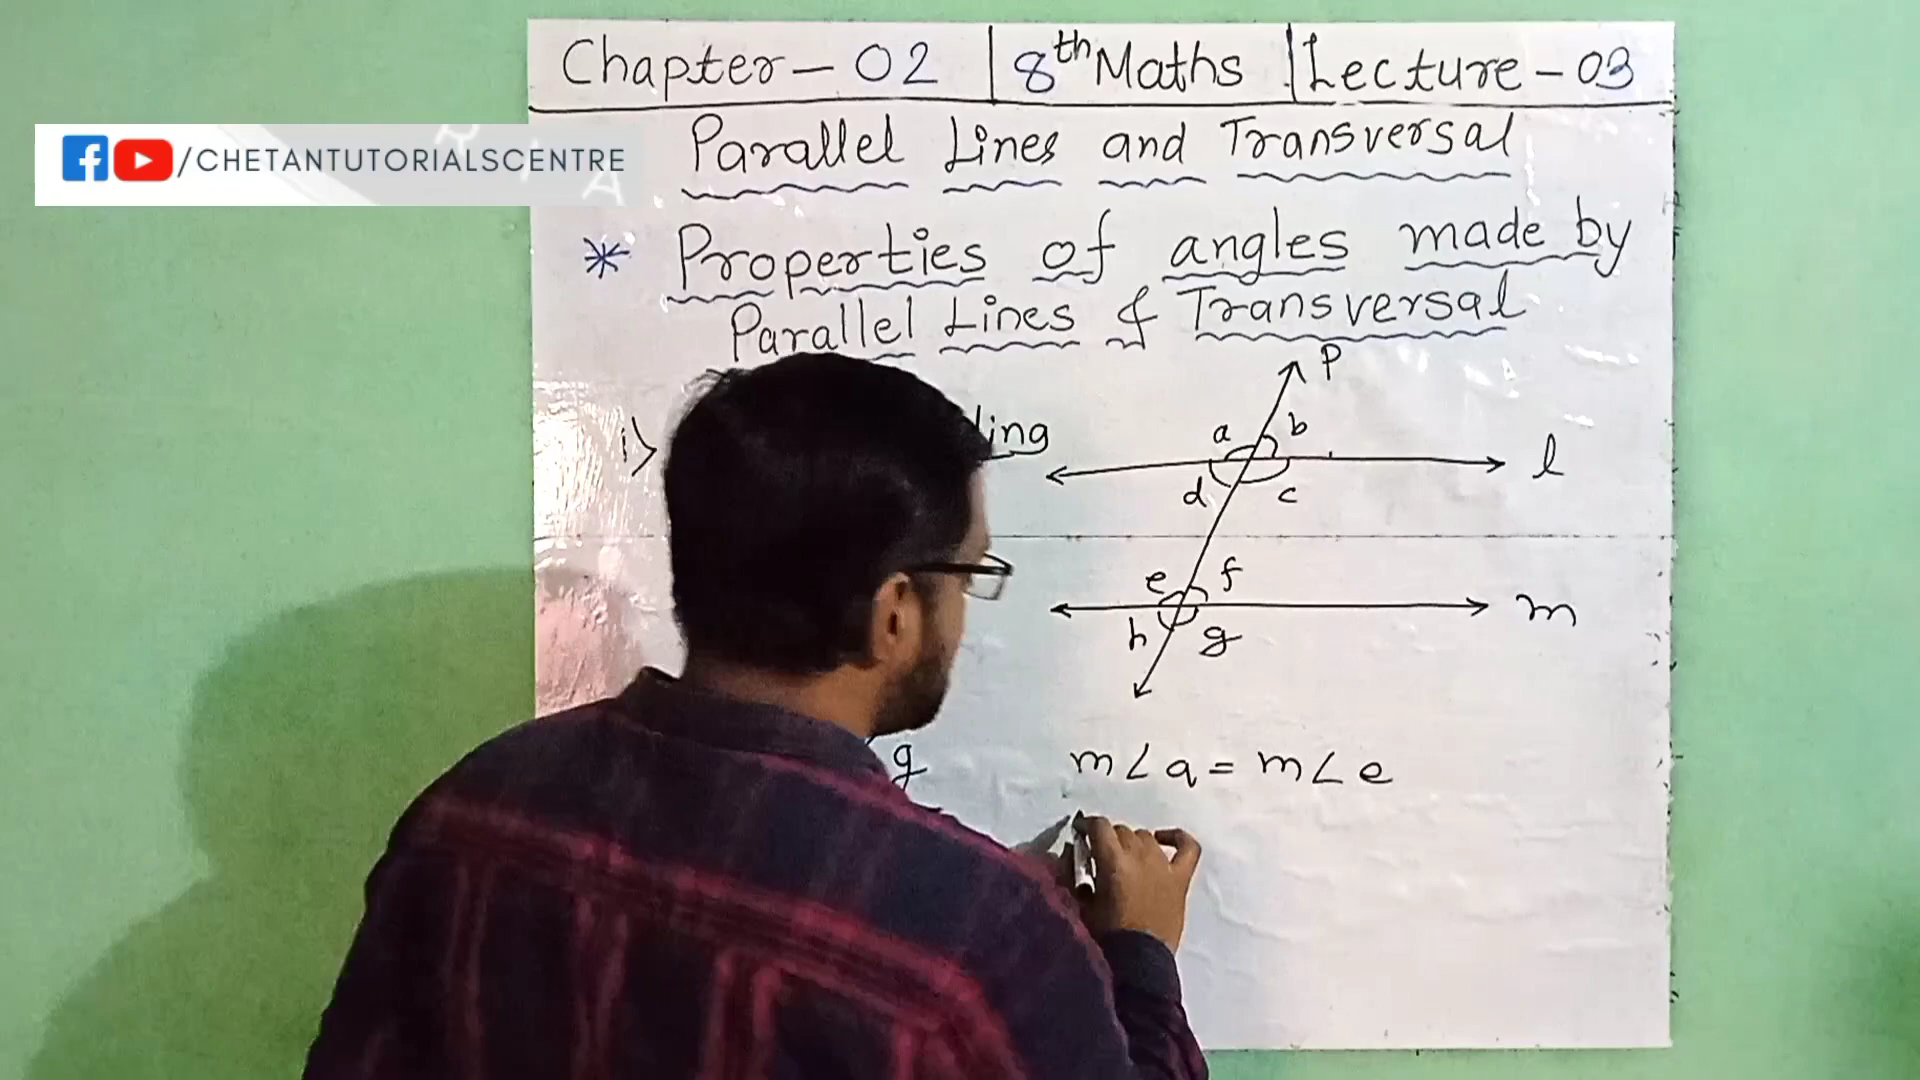 Chapter - 02 | 8th Maths | Lecture - 03
Parallel Lines and Transversal
/CHETANTUTORIALSCENTRE
* Properties of angles made by
Parallel Lines & Transversal
P
i)
ding
a b
l
d c
e f
m
h g
g
m∠a = m∠e